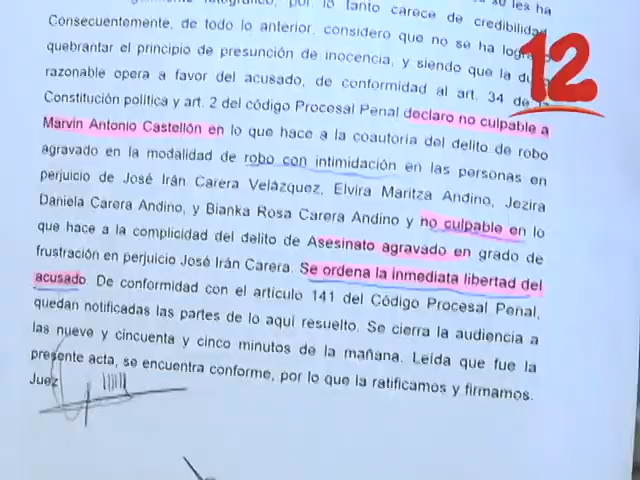 por lo tanto carece de
Consecuentemente, de todo lo anterior, considero que no se ha
quebrantar el principio de presunción de inocencia, y siendo que la
razonable opera a favor del acusado, de conformidad al art. 34 de
Constitución política y art. 2 del código Procesal Penal declaro no culpable a
Marvin Antonio Castellón en lo que hace a la coautoria del delito de robo
agravado en la modalidad de robo con intimidación en las personas en
perjuicio de José Irán Carera Velázquez, Elvira Maritza Andino, Jezira
Daniela Carera Andino, y Bianka Rosa Carera Andino y no culpable en lo
que hace a la complicidad del delito de Asesinato agravado en grado de
frustración en perjuicio José Irán Carera. Se ordena la inmediata libertad del
acusado. De conformidad con el artículo 141 del Código Procesal Penal,
quedan notificadas las partes de lo aquí resuelto. Se cierra la audiencia a
las nueve y cincuenta y cinco minutos de la mañana. Leída que fue la
presente acta, se encuentra conforme, por lo que la ratificamos y firmamos.
Juez
12